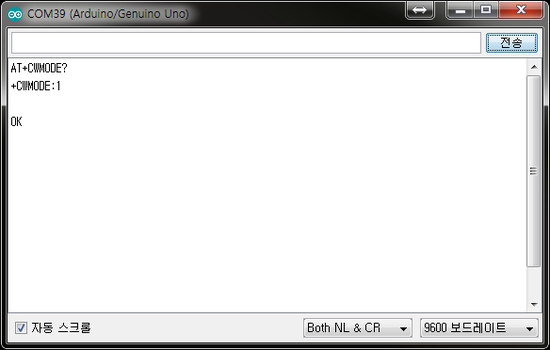 COM39 (Arduino/Genuino Uno)
전송
AT+CWMODE?
+CWMODE:1
OK
자동 스크롤
Both NL & CR
9600 보드레이트